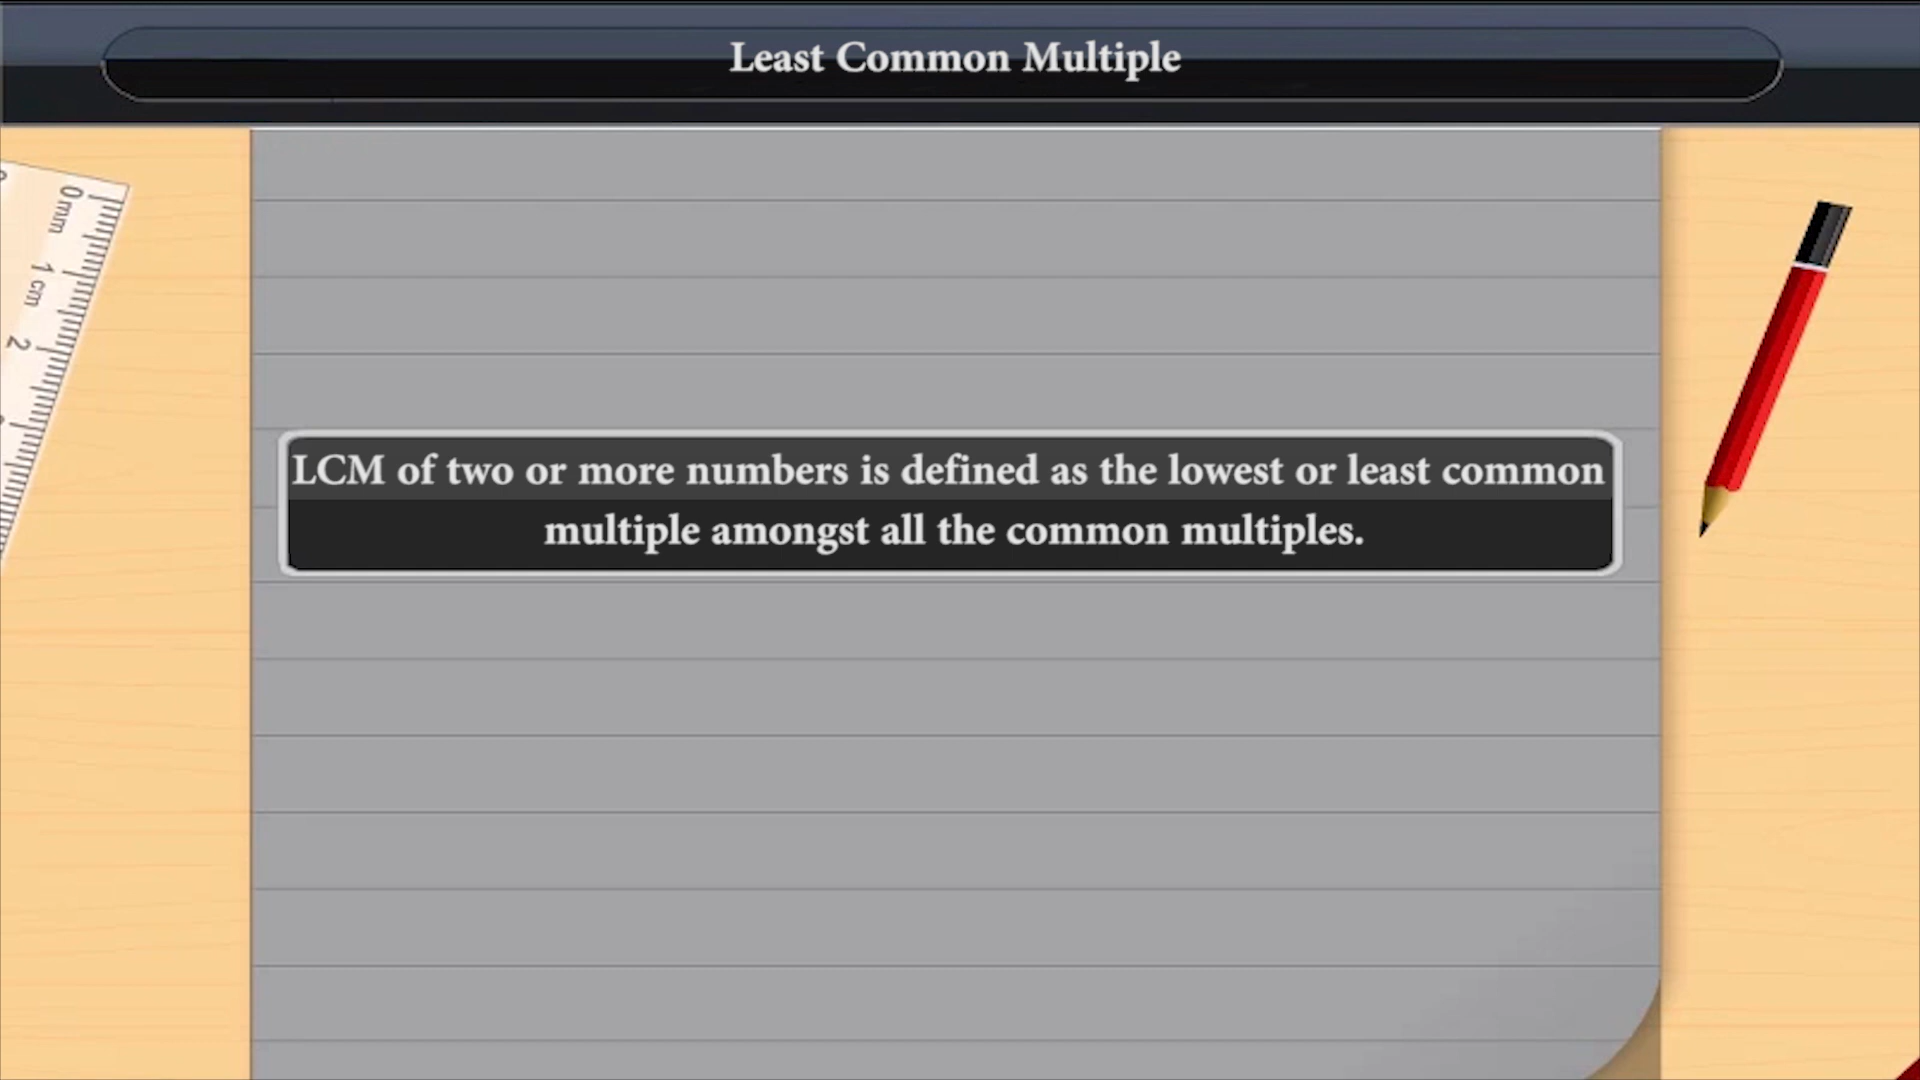 Least Common Multiple
0mm
1 cm
2
LCM of two or more numbers is defined as the lowest or least common
multiple amongst all the common multiples.